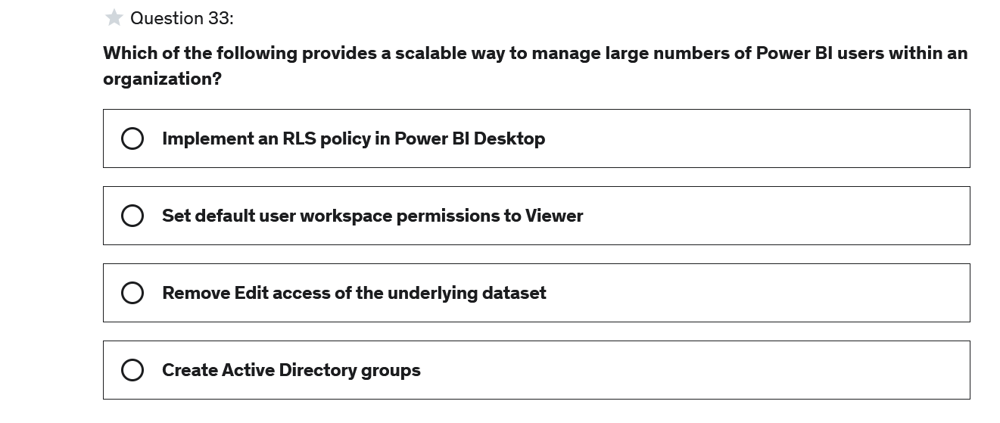 Question 33:
Which of the following provides a scalable way to manage large numbers of Power BI users within an
organization?
Implement an RLS policy in Power BI Desktop
Set default user workspace permissions to Viewer
Remove Edit access of the underlying dataset
Create Active Directory groups